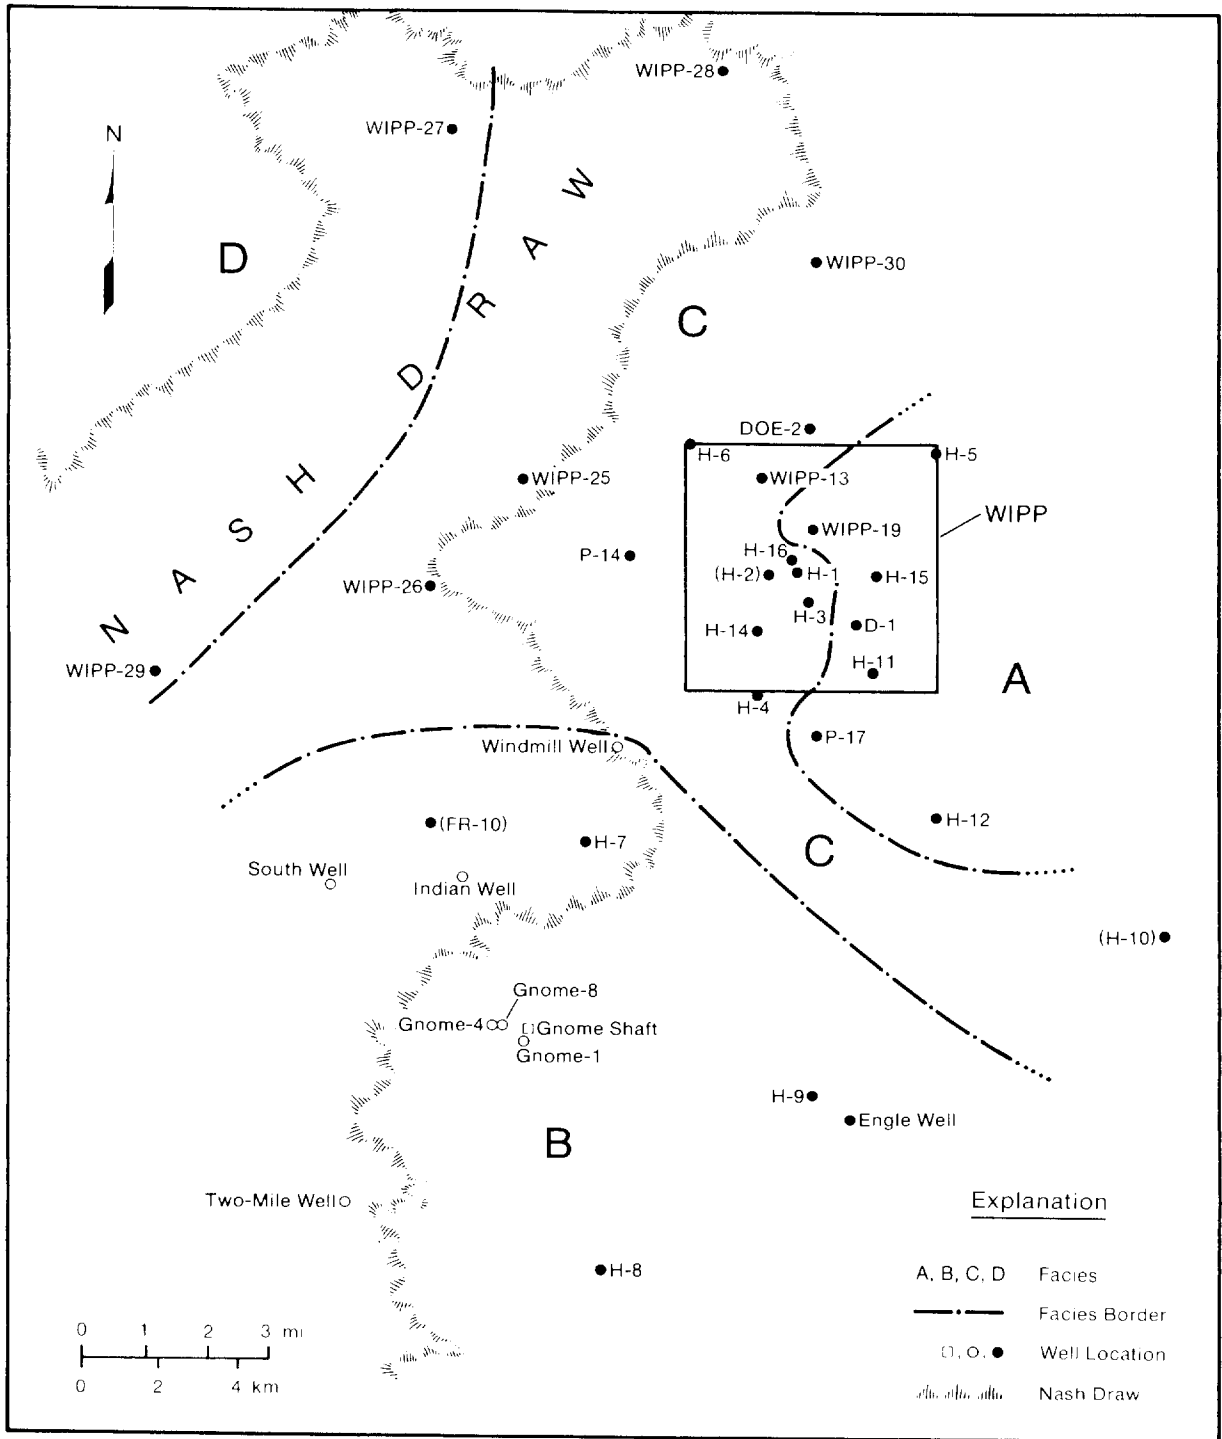 WIPP-28
WIPP-27
N
NASH DRAW
D
WIPP-30
C
DOE-2
H-6
H-5
WIPP-25
WIPP-13
WIPP
WIPP-19
P-14
H-16
(H-2)
H-1
H-15
WIPP-26
H-3
H-14
D-1
WIPP-29
H-11
A
H-4
P-17
Windmill Well
(FR-10)
H-12
H-7
C
South Well
Indian Well
(H-10)
Gnome-8
Gnome-4
Gnome Shaft
Gnome-1
H-9
Engle Well
B
Two-Mile Well
H-8
Explanation
A, B, C, D Facies
Facies Border
Well Location
Nash Draw
0 1 2 3 mi
0 2 4 km